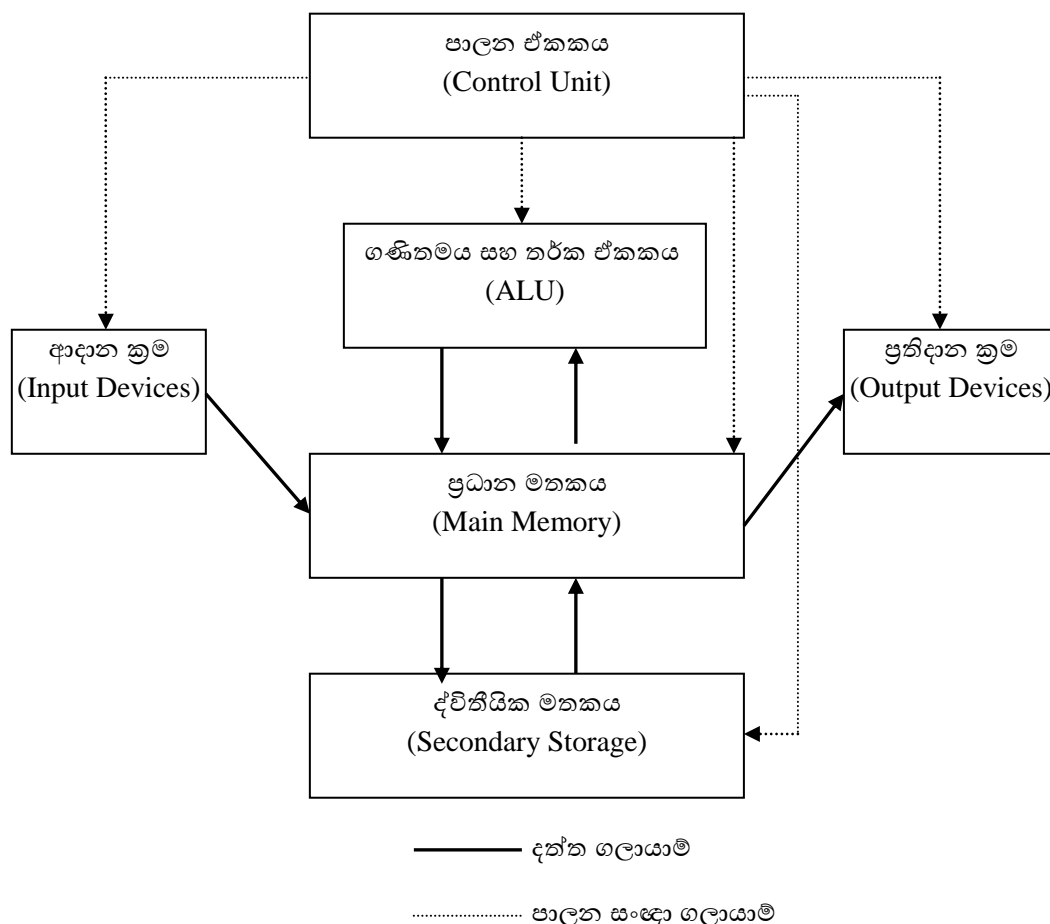 පාලන ඒකකය
(Control Unit)
ගණිතමය සහ තර්ක ඒකකය
(ALU)
ආදාන ක්‍රම
(Input Devices)
ප්‍රතිදාන ක්‍රම
(Output Devices)
ප්‍රධාන මතකය
(Main Memory)
ද්විතීයික මතකය
(Secondary Storage)
දත්ත ගලායාම්
පාලන සංඥා ගලායාම්